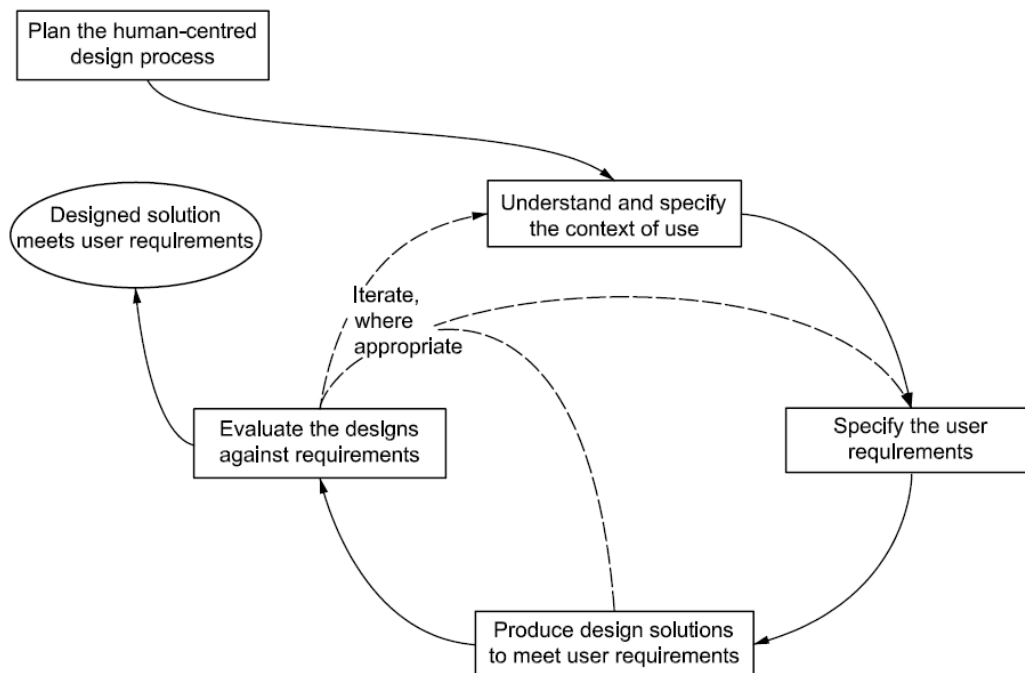 Plan the human-centred
design process
Understand and specify
the context of use
Designed solution
meets user requirements
Iterate,
where
appropriate
Evaluate the designs
against requirements
Specify the user
requirements
Produce design solutions
to meet user requirements